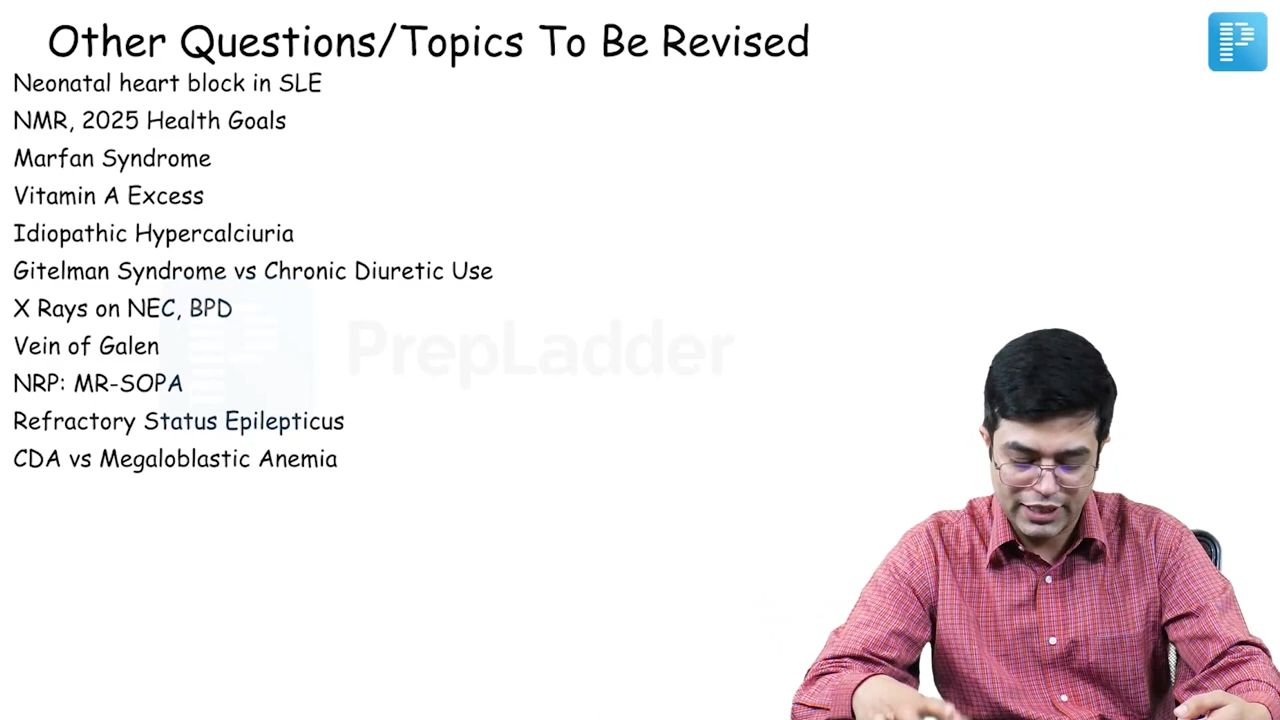 Other Questions/Topics To Be Revised
Neonatal heart block in SLE
NMR, 2025 Health Goals
Marfan Syndrome
Vitamin A Excess
Idiopathic Hypercalciuria
Gitelman Syndrome vs Chronic Diuretic Use
X Rays on NEC, BPD
Vein of Galen
PrepLadder
NRP: MR-SOPA
Refractory Status Epilepticus
CDA vs Megaloblastic Anemia